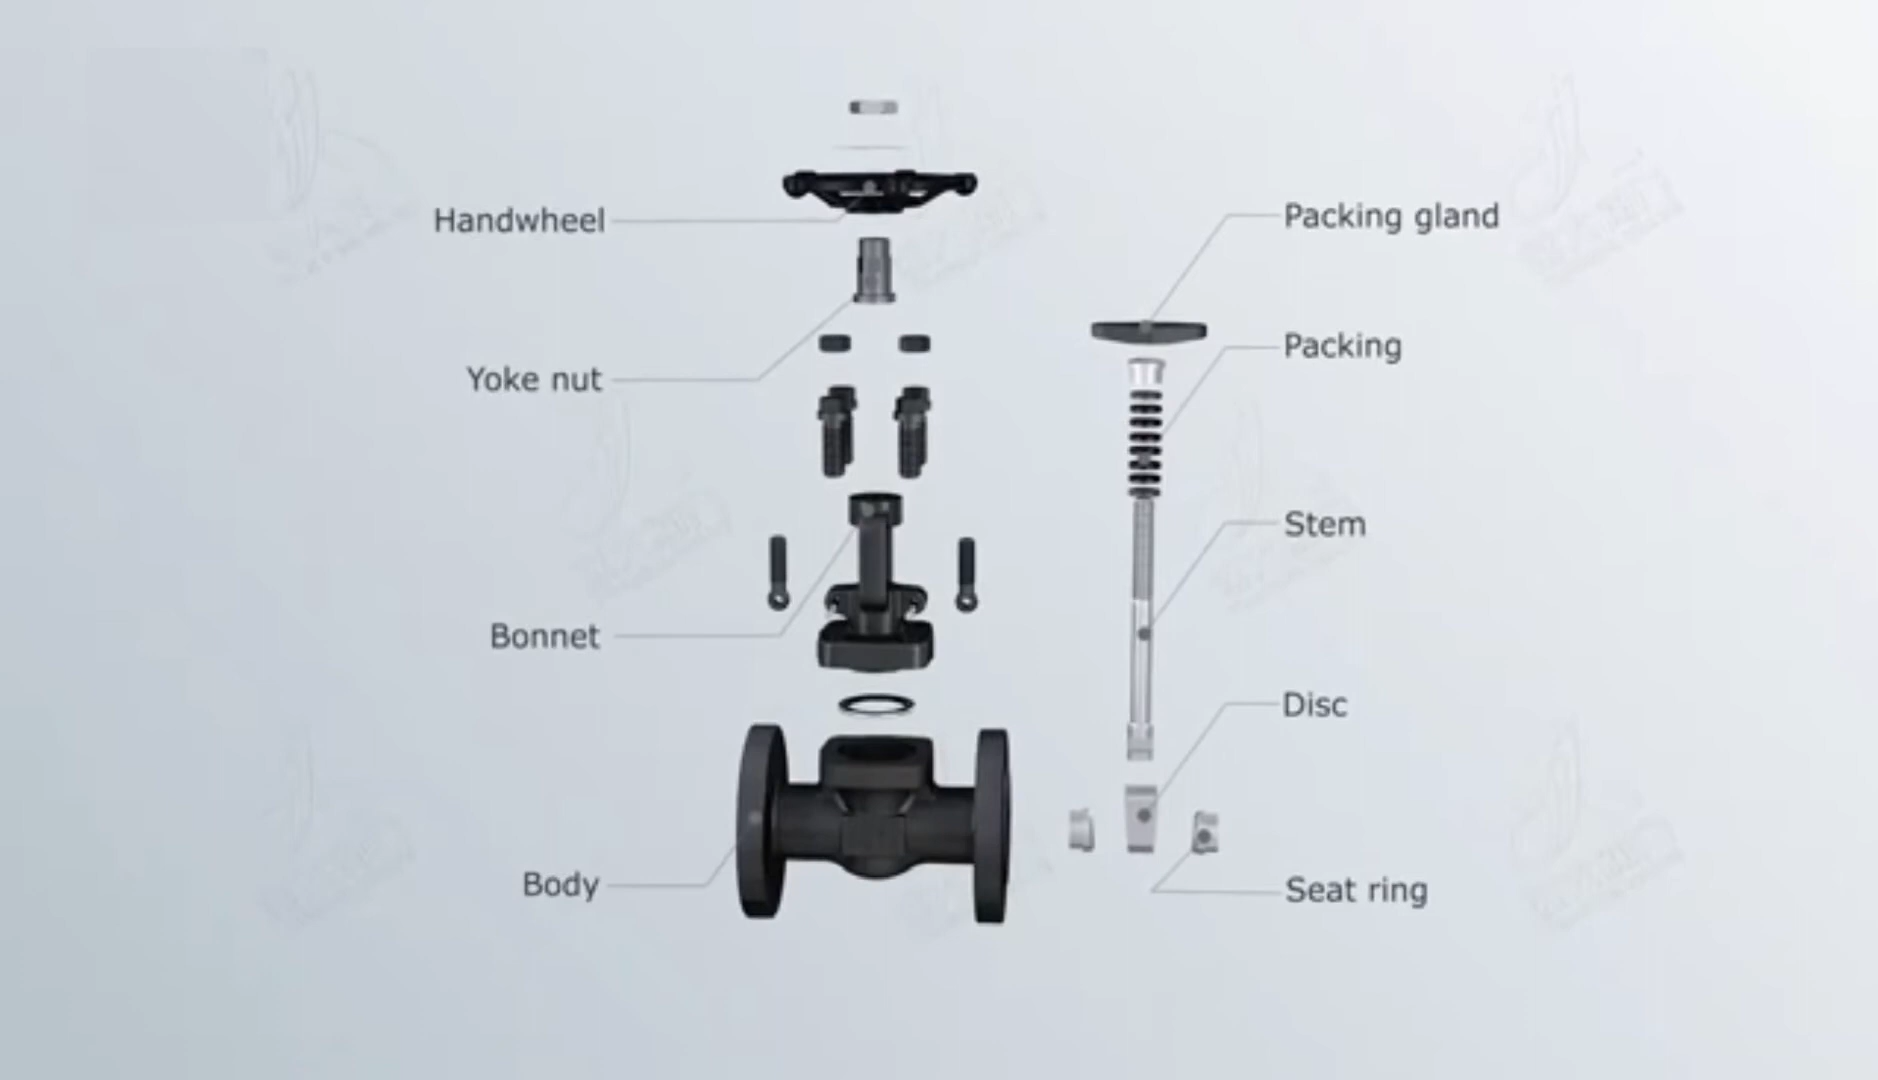 Handwheel
Packing gland
Packing
Yoke nut
Stem
Bonnet
Disc
Body
Seat ring